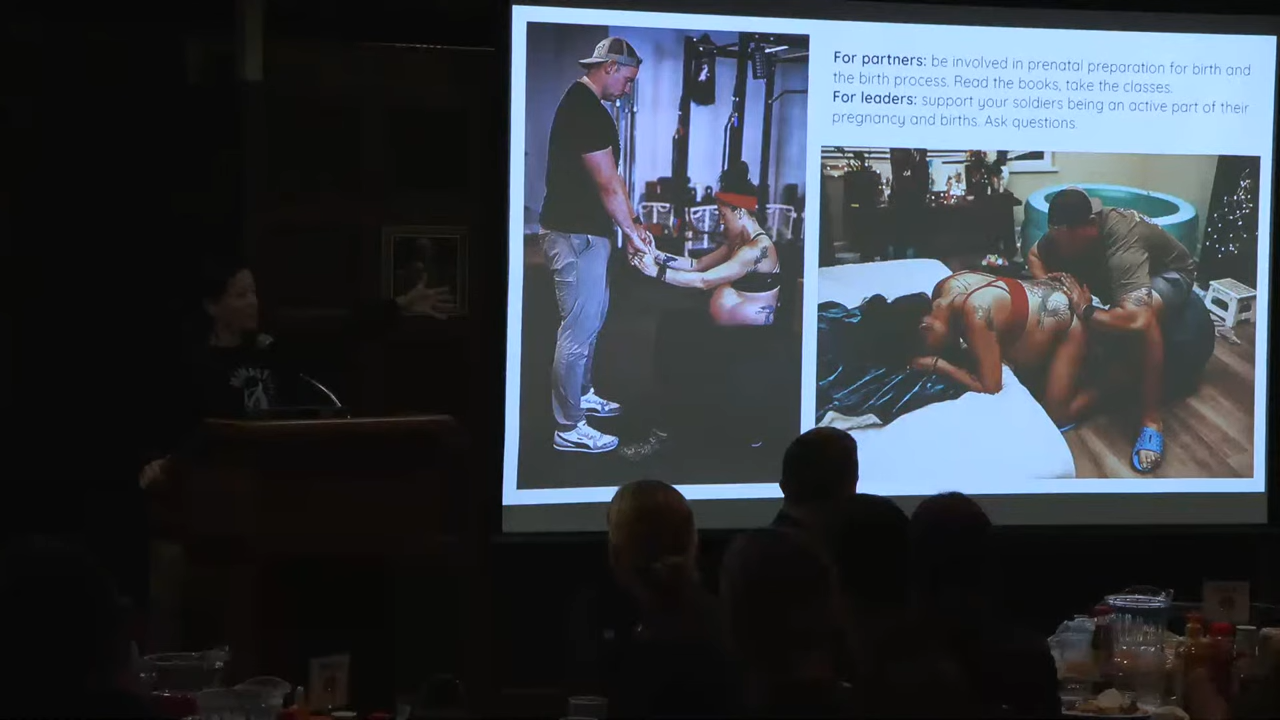 For partners: be involved in prenatal preparation for birth and
the birth process. Read the books, take the classes.
For leaders: support your soldiers being an active part of their
pregnancy and births. Ask questions.